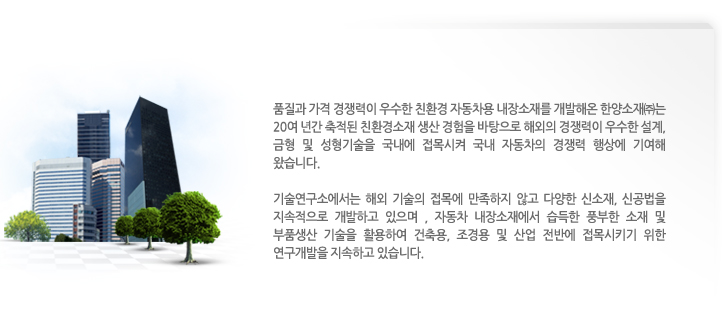 품질과 가격 경쟁력이 우수한 친환경 자동차용 내장소재를 개발해온 한양소재㈜는
20여 년간 축적된 친환경소재 생산 경험을 바탕으로 해외의 경쟁력이 우수한 설계,
금형 및 성형기술을 국내에 접목시켜 국내 자동차의 경쟁력 행상에 기여해
왔습니다.
기술연구소에서는 해외 기술의 접목에 만족하지 않고 다양한 신소재, 신공법을
지속적으로 개발하고 있으며 , 자동차 내장소재에서 습득한 풍부한 소재 및
부품생산 기술을 활용하여 건축용, 조경용 및 산업 전반에 접목시키기 위한
연구개발을 지속하고 있습니다.